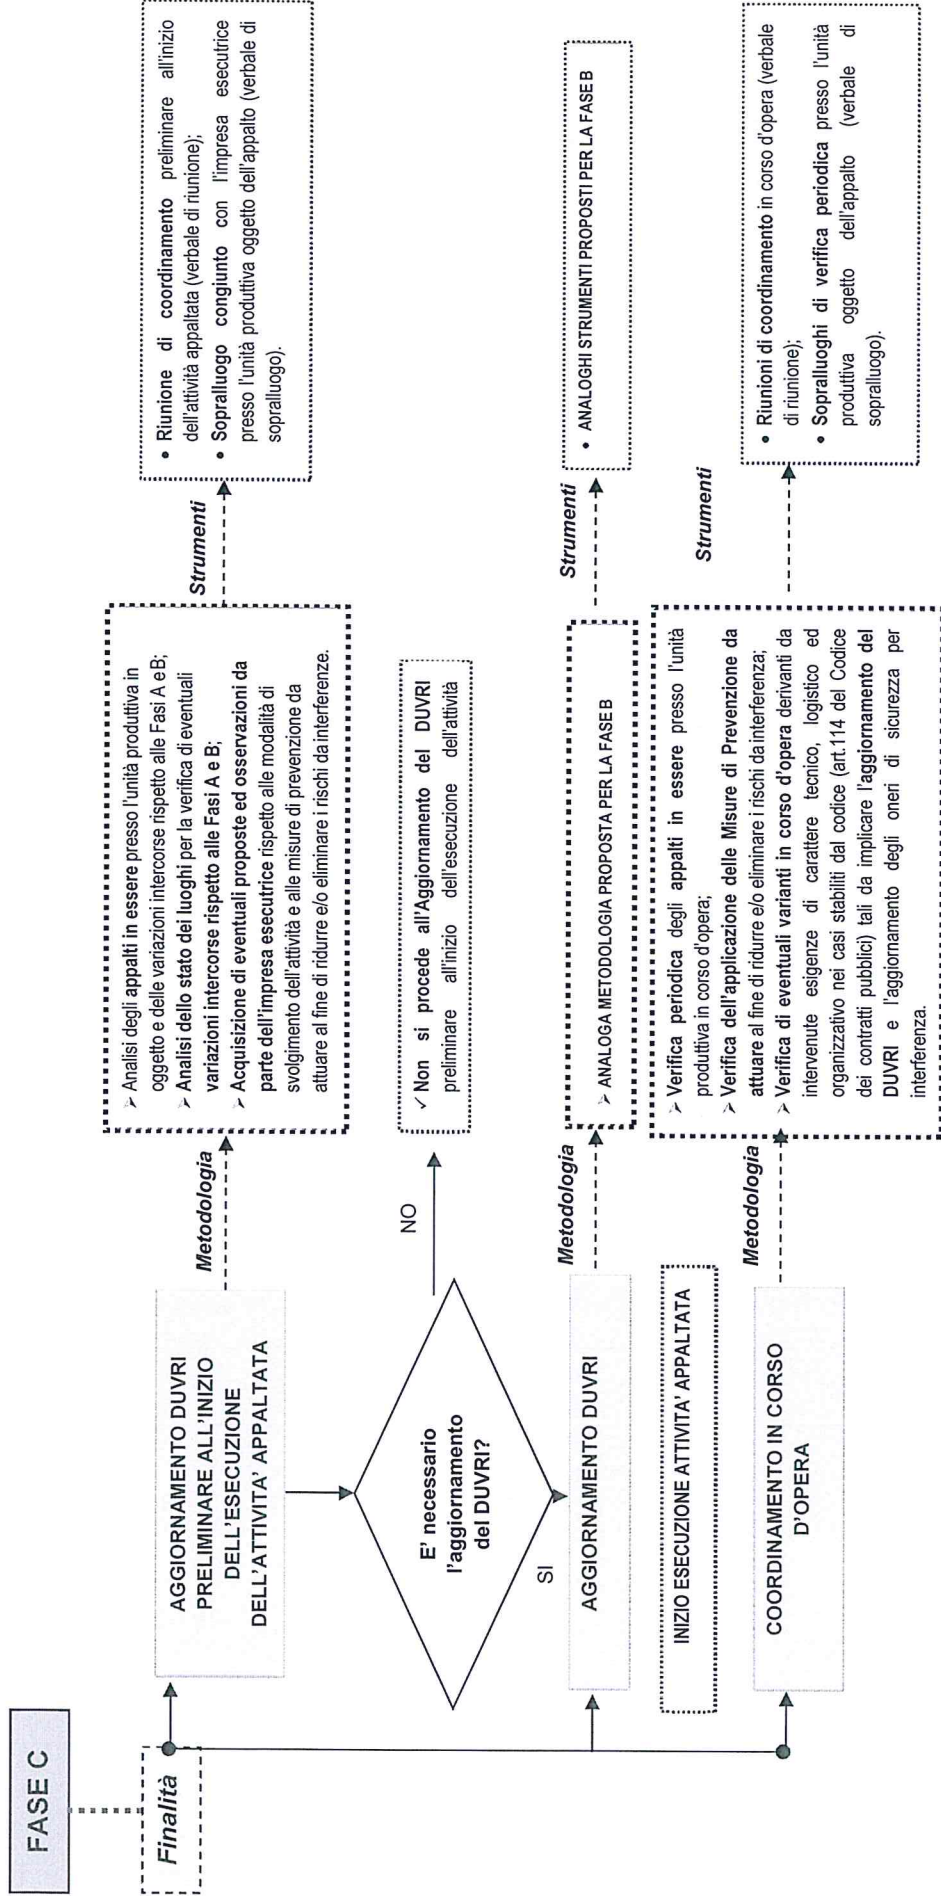 FASE C
Finalità
AGGIORNAMENTO DUVRI
PRELIMINARE ALL'INIZIO
DELL'ESECUZIONE
DELL'ATTIVITA' APPALTATA
Metodologia
➢ Analisi degli appalti in essere presso l'unità produttiva in
oggetto e delle variazioni intercorse rispetto alle Fasi A e B;
➢ Analisi dello stato dei luoghi per la verifica di eventuali
variazioni intercorse rispetto alle Fasi A e B;
➢ Acquisizione di eventuali proposte ed osservazioni da
parte dell'impresa esecutrice rispetto alle modalità di
svolgimento dell'attività e alle misure di prevenzione da
attuare al fine di ridurre e/o eliminare i rischi da interferenze.
Strumenti
• Riunione di coordinamento preliminare all'inizio
dell'attività appaltata (verbale di riunione);
• Sopralluogo congiunto con l'impresa esecutrice
presso l'unità produttiva oggetto dell'appalto (verbale di
sopralluogo).
E' necessario
l'aggiornamento
del DUVRI?
NO
✓ Non si procede all'Aggiornamento del DUVRI
preliminare all'inizio dell'esecuzione dell'attività
SI
AGGIORNAMENTO DUVRI
Metodologia
➢ ANALOGA METODOLOGIA PROPOSTA PER LA FASE B
Strumenti
• ANALOGHI STRUMENTI PROPOSTI PER LA FASE B
INIZIO ESECUZIONE ATTIVITA' APPALTATA
COORDINAMENTO IN CORSO
D'OPERA
Metodologia
➢ Verifica periodica degli appalti in essere presso l'unità
produttiva in corso d'opera;
➢ Verifica dell'applicazione delle Misure di Prevenzione da
attuare al fine di ridurre e/o eliminare i rischi da interferenza;
➢ Verifica di eventuali varianti in corso d'opera derivanti da
intervenute esigenze di carattere tecnico, logistico ed
organizzativo nei casi stabiliti dal codice (art.114 del Codice
dei contratti pubblici) tali da implicare l'aggiornamento del
DUVRI e l'aggiornamento degli oneri di sicurezza per
interferenza.
Strumenti
• Riunioni di coordinamento in corso d'opera (verbale
di riunione);
• Sopralluoghi di verifica periodica presso l'unità
produttiva oggetto dell'appalto (verbale di
sopralluogo).